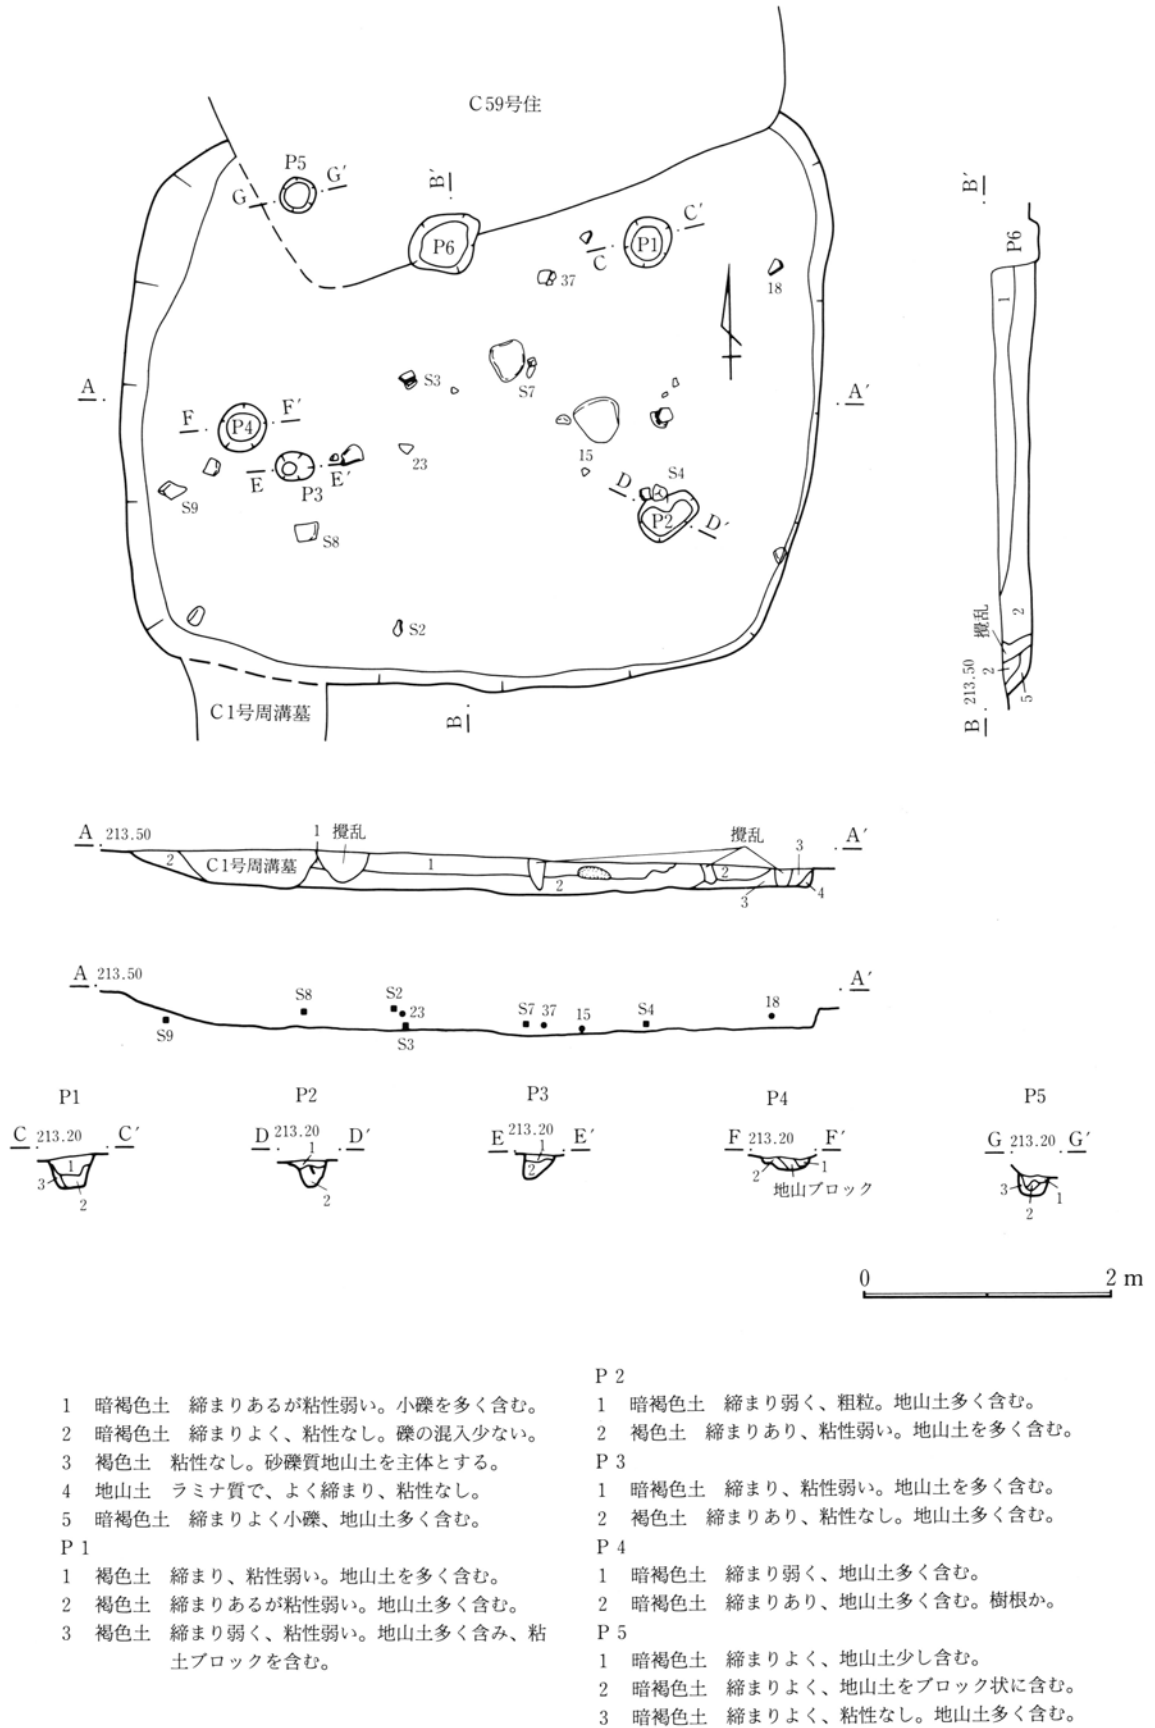 C59号住
P5
G
G′
B′
P6
C
C′
P1
37
18
B′
P6
1
2
攪乱
2
5
B 213.50
A
A′
S3
S7
15
F
F′
P4
E
E′
P3
23
S9
S8
D
D′
S4
P2
S2
C1号周溝墓
B
A 213.50
2
C1号周溝墓
1
攪乱
1
2
攪乱
2
3
3
4
A′
A 213.50
S9
S8
S2
23
S3
S7
37
15
S4
18
A′
P1
C 213.20 C′
1
3
2
P2
D 213.20 D′
1
2
P3
E 213.20 E′
1
2
P4
F 213.20 F′
2
1
地山ブロック
P5
G 213.20 G′
3
1
2
0 2 m
1 暗褐色土 締まりあるが粘性弱い。小礫を多く含む。
2 暗褐色土 締まりよく、粘性なし。礫の混入少ない。
3 褐色土 粘性なし。砂礫質地山土を主体とする。
4 地山土 ラミナ質で、よく締まり、粘性なし。
5 暗褐色土 締まりよく小礫、地山土多く含む。
P 1
1 褐色土 締まり、粘性弱い。地山土を多く含む。
2 褐色土 締まりあるが粘性弱い。地山土多く含む。
3 褐色土 締まり弱く、粘性弱い。地山土多く含み、粘
土ブロックを含む。
P 2
1 暗褐色土 締まり弱く、粗粒。地山土多く含む。
2 褐色土 締まりあり、粘性弱い。地山土を多く含む。
P 3
1 暗褐色土 締まり、粘性弱い。地山土を多く含む。
2 褐色土 締まりあり、粘性なし。地山土多く含む。
P 4
1 暗褐色土 締まり弱く、地山土多く含む。
2 暗褐色土 締まりあり、地山土多く含む。樹根か。
P 5
1 暗褐色土 締まりよく、地山土少し含む。
2 暗褐色土 締まりよく、地山土をブロック状に含む。
3 暗褐色土 締まりよく、粘性なし。地山土多く含む。